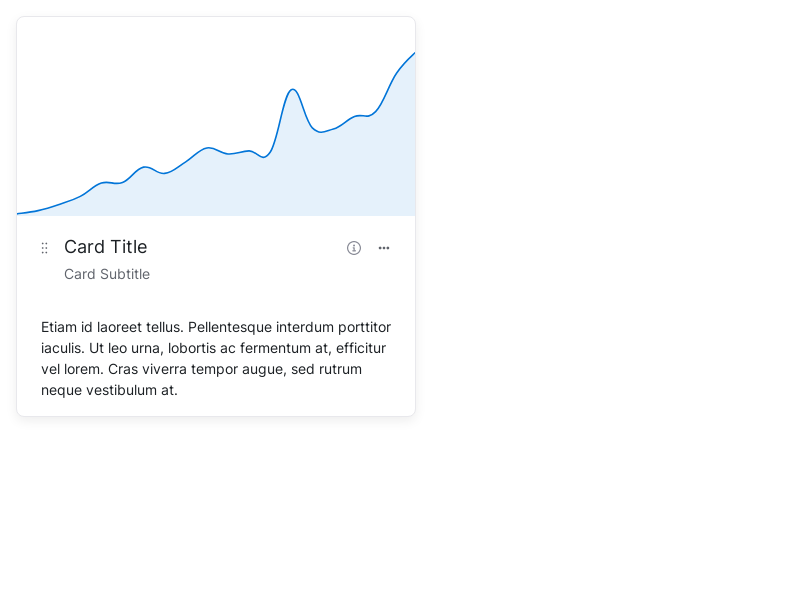 Card Title
Card Subtitle
Etiam id laoreet tellus. Pellentesque interdum porttitor
iaculis. Ut leo urna, lobortis ac fermentum at, efficitur
vel lorem. Cras viverra tempor augue, sed rutrum
neque vestibulum at.